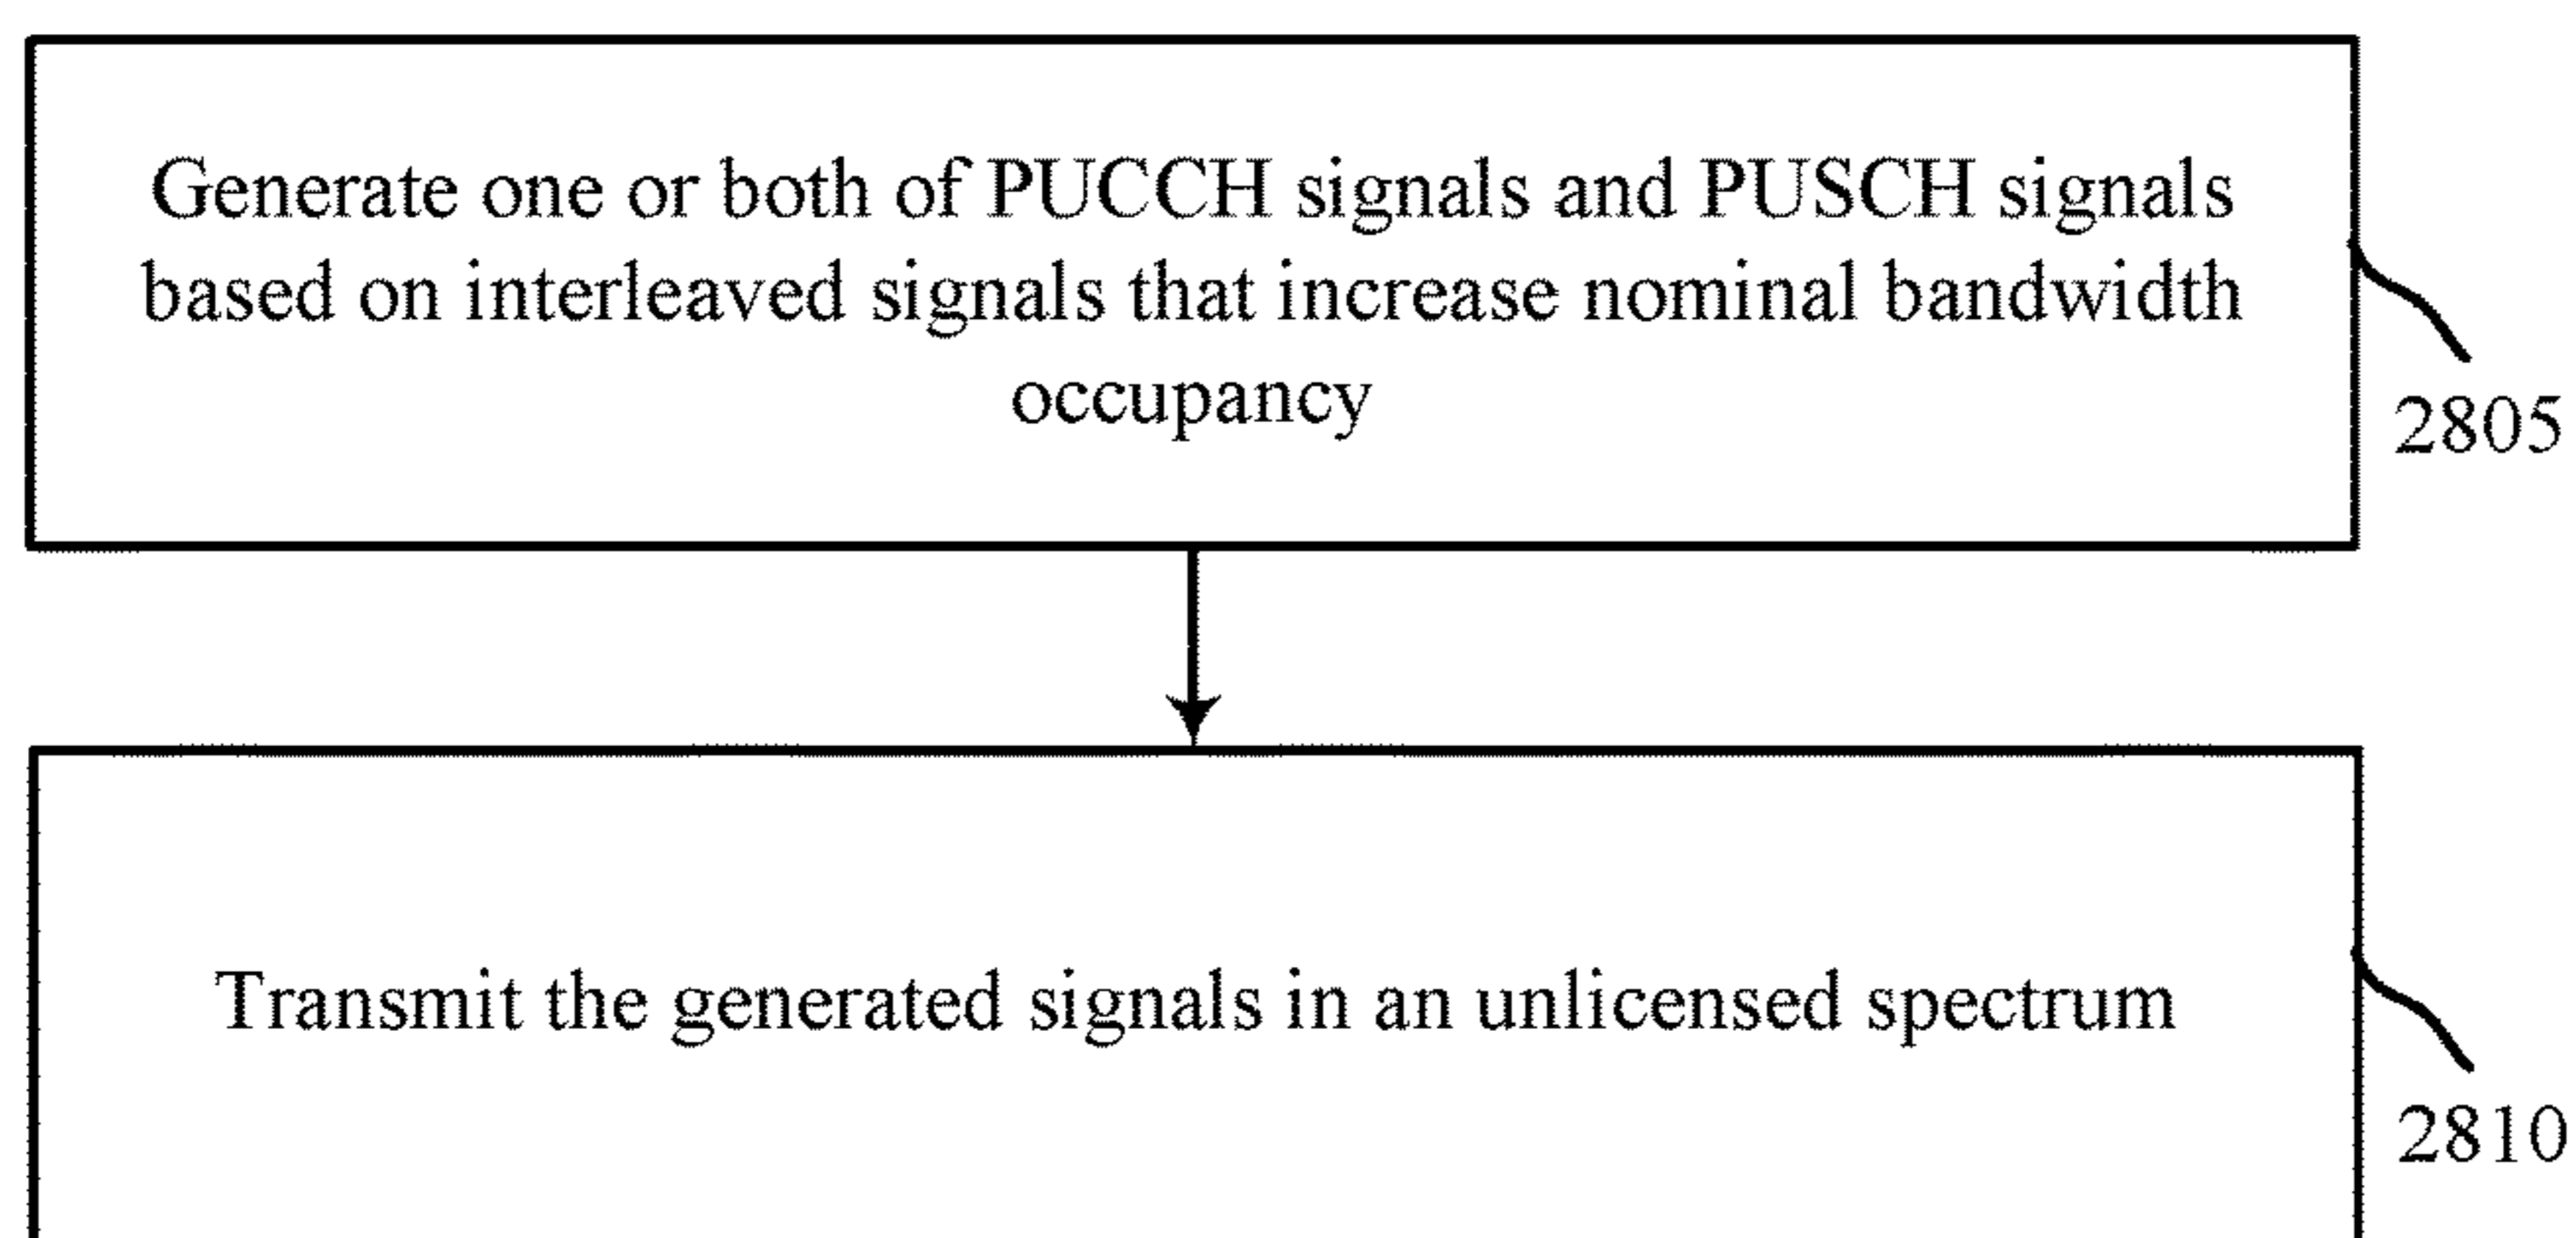 Generate one or both of PUCCH signals and PUSCH signals
based on interleaved signals that increase nominal bandwidth
occupancy
2805
Transmit the generated signals in an unlicensed spectrum
2810